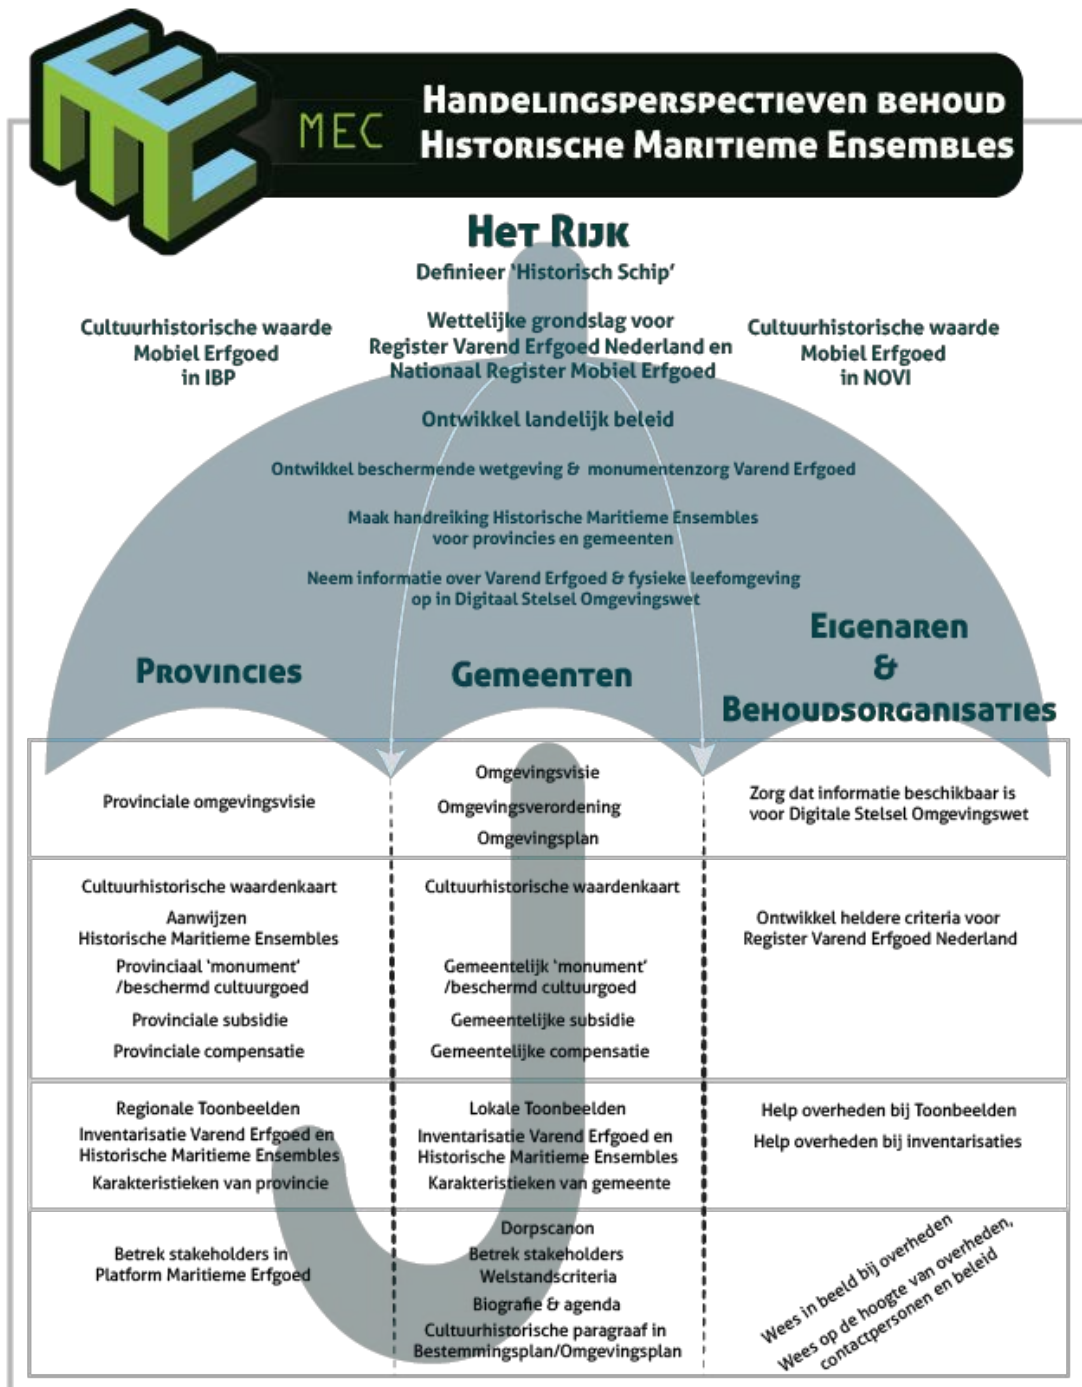 MEC
Handelingsperspectieven behoud
Historische Maritieme Ensembles
Het Rijk
Definieer 'Historisch Schip'
Cultuurhistorische waarde
Mobiel Erfgoed
in IBP
Wettelijke grondslag voor
Register Varend Erfgoed Nederland en
Nationaal Register Mobiel Erfgoed
Cultuurhistorische waarde
Mobiel Erfgoed
in NOVI
Ontwikkel landelijk beleid
Ontwikkel beschermende wetgeving & monumentenzorg Varend Erfgoed
Maak handreiking Historische Maritieme Ensembles
voor provincies en gemeenten
Neem informatie over Varend Erfgoed & fysieke leefomgeving
op in Digitaal Stelsel Omgevingswet
Provincies
Gemeenten
Eigenaren
&
Behoudsorganisaties
Provinciale omgevingsvisie
Omgevingsvisie
Omgevingsverordening
Omgevingsplan
Zorg dat informatie beschikbaar is
voor Digitale Stelsel Omgevingswet
Cultuurhistorische waardenkaart
Aanwijzen
Historische Maritieme Ensembles
Provinciaal 'monument'
/beschermd cultuurgoed
Provinciale subsidie
Provinciale compensatie
Cultuurhistorische waardenkaart
Gemeentelijk 'monument'
/beschermd cultuurgoed
Gemeentelijke subsidie
Gemeentelijke compensatie
Ontwikkel heldere criteria voor
Register Varend Erfgoed Nederland
Regionale Toonbeelden
Inventarisatie Varend Erfgoed en
Historische Maritieme Ensembles
Karakteristieken van provincie
Lokale Toonbeelden
Inventarisatie Varend Erfgoed en
Historische Maritieme Ensembles
Karakteristieken van gemeente
Help overheden bij Toonbeelden
Help overheden bij inventarisaties
Betrek stakeholders in
Platform Maritieme Erfgoed
Dorpscanon
Betrek stakeholders
Welstandscriteria
Biografie & agenda
Cultuurhistorische paragraaf in
Bestemmingsplan/Omgevingsplan
Wees in beeld bij overheden
Wees op de hoogte van overheden,
contactpersonen en beleid